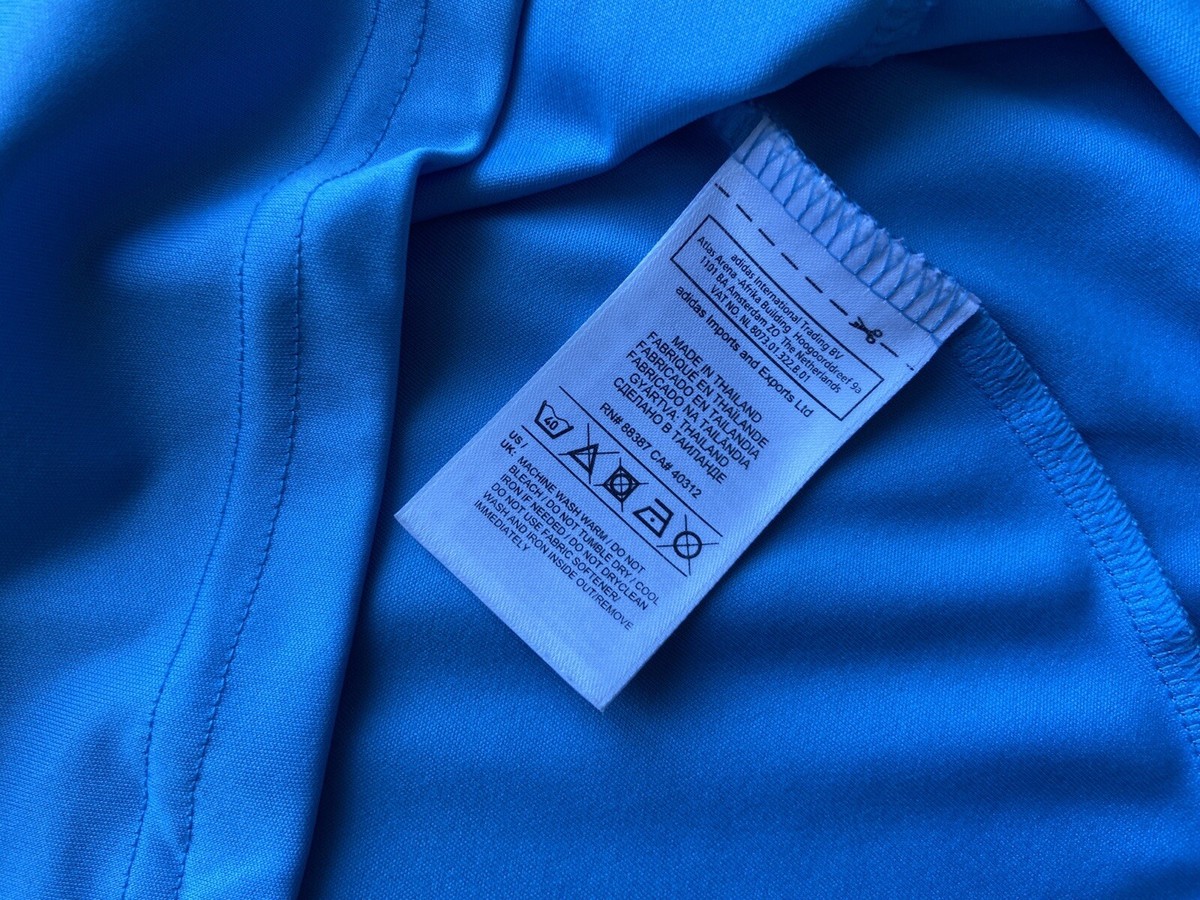 adidas International Trading BV
Atlas Arena -Afrika Building Hoogoorddreef 9a
1101 BA Amsterdam ZO The Netherlands
VAT NO. NL 8073.01.322.B.01
adidas Imports and Exports Ltd
MADE IN THAILAND
FABRIQUÉ EN THAÏLANDE
FABRICADO EN TAILANDIA
FABRICADO NA TAILÂNDIA
GYÁRTVA: THAILAND
СДЕЛАНО В ТАИЛАНДЕ
RN# 88387 CA# 40312
40
US /
UK: MACHINE WASH WARM / DO NOT
BLEACH / DO NOT TUMBLE DRY / COOL
IRON IF NEEDED / DO NOT DRYCLEAN
DO NOT USE FABRIC SOFTENER/
WASH AND IRON INSIDE OUT/REMOVE
IMMEDIATELY